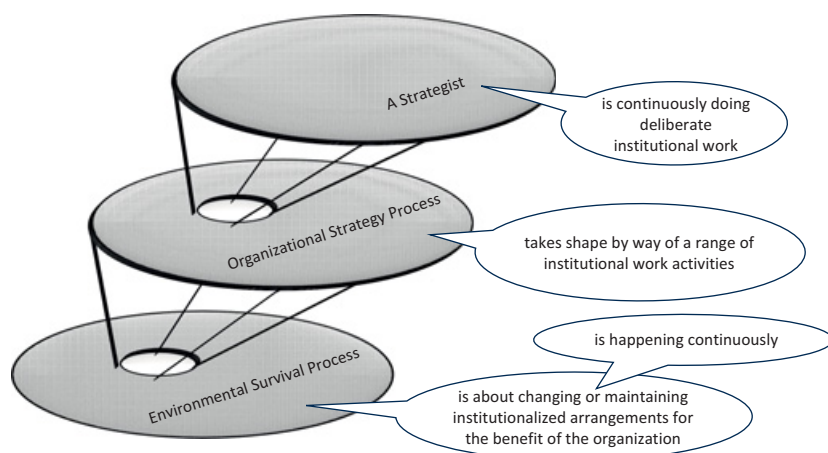 A Strategist
is continuously doing
deliberate
institutional work
Organizational Strategy Process
takes shape by way of a range of
institutional work activities
is happening continuously
Environmental Survival Process
is about changing or maintaining
institutionalized arrangements for
the benefit of the organization